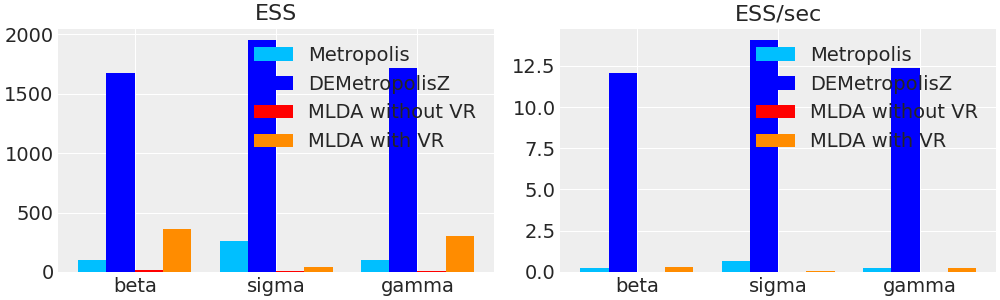 ESS
2000
1500
1000
500
0
Metropolis
DEMetropolisZ
MLDA without VR
MLDA with VR
beta
sigma
gamma
ESS/sec
12.5
10.0
7.5
5.0
2.5
0.0
Metropolis
DEMetropolisZ
MLDA without VR
MLDA with VR
beta
sigma
gamma